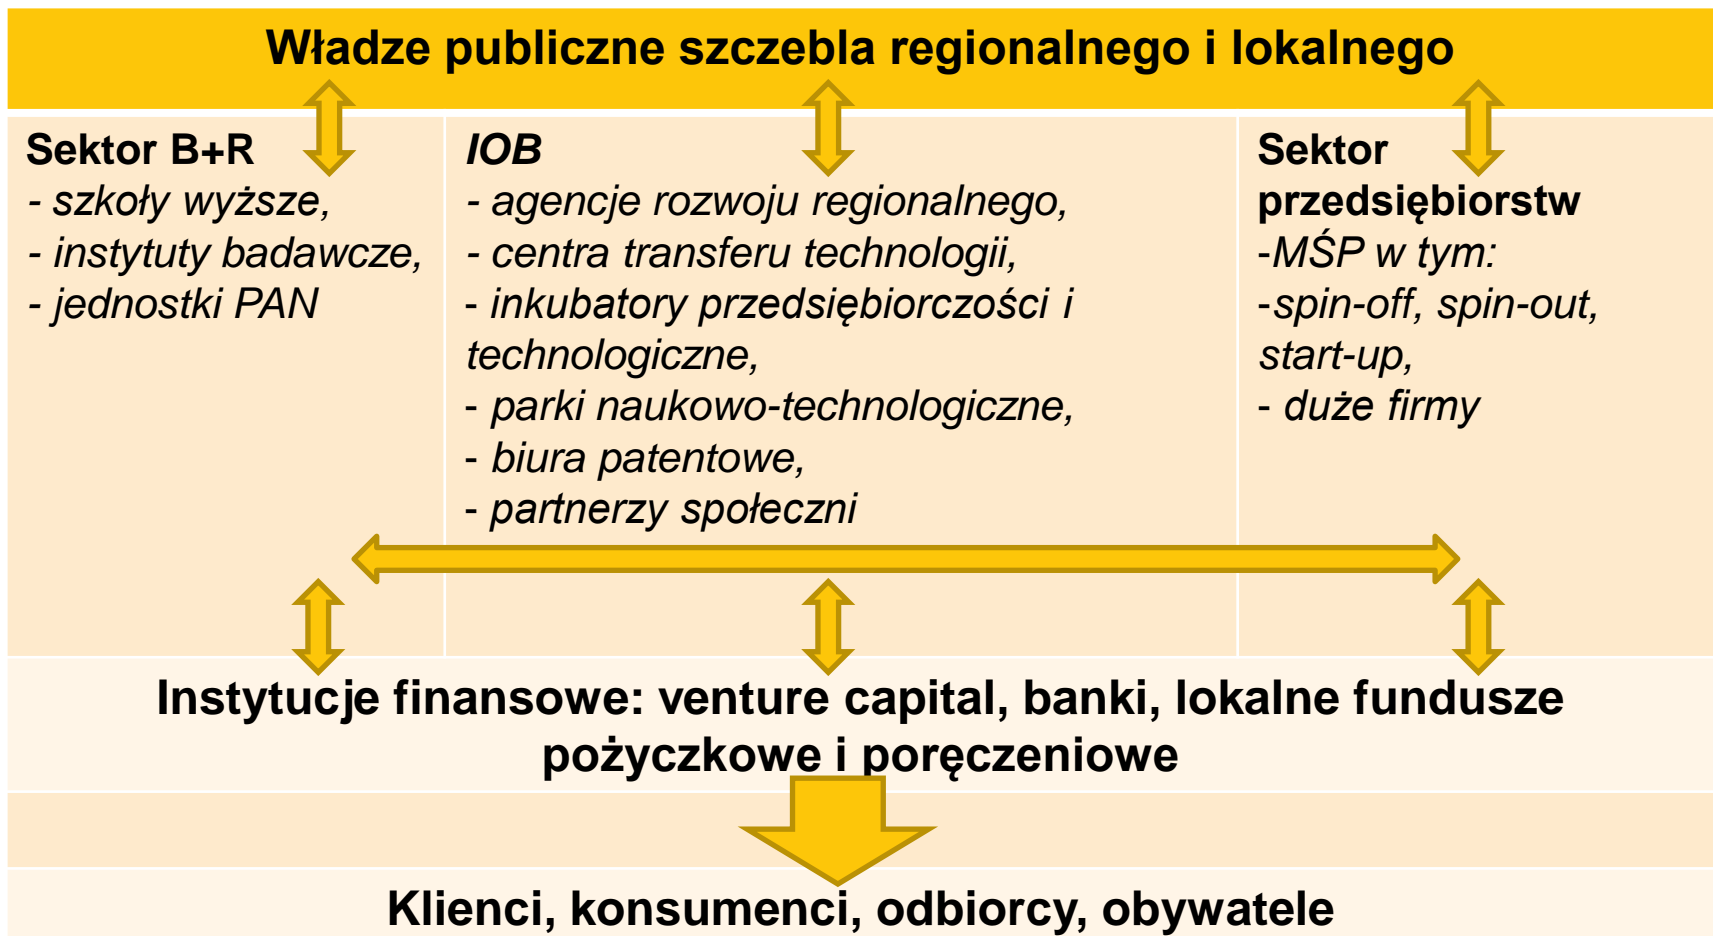 Władze publiczne szczebla regionalnego i lokalnego
Sektor B+R
- szkoły wyższe,
- instytuty badawcze,
- jednostki PAN
IOB
- agencje rozwoju regionalnego,
- centra transferu technologii,
- inkubatory przedsiębiorczości i
technologiczne,
- parki naukowo-technologiczne,
- biura patentowe,
- partnerzy społeczni
Sektor
przedsiębiorstw
-MŚP w tym:
-spin-off, spin-out,
start-up,
- duże firmy
Instytucje finansowe: venture capital, banki, lokalne fundusze
pożyczkowe i poręczeniowe
Klienci, konsumenci, odbiorcy, obywatele